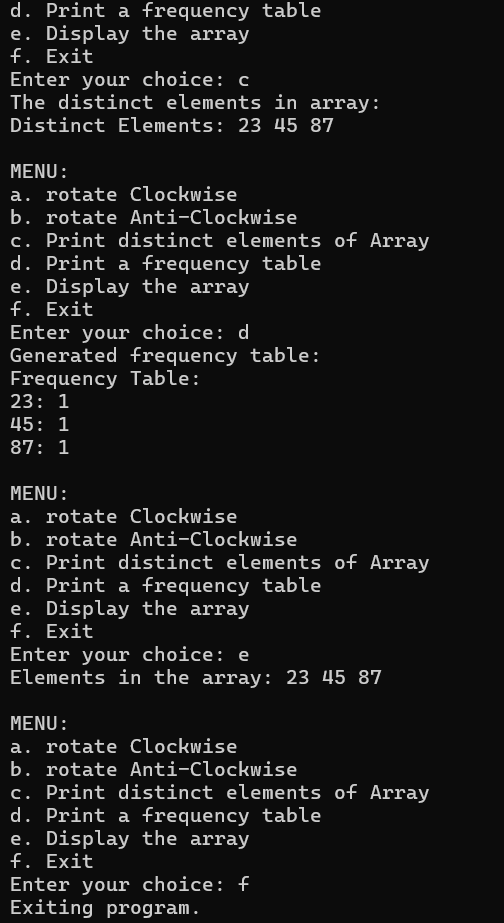 d. Print a frequency table
e. Display the array
f. Exit
Enter your choice: c
The distinct elements in array:
Distinct Elements: 23 45 87
MENU:
a. rotate Clockwise
b. rotate Anti-Clockwise
c. Print distinct elements of Array
d. Print a frequency table
e. Display the array
f. Exit
Enter your choice: d
Generated frequency table:
Frequency Table:
23: 1
45: 1
87: 1
MENU:
a. rotate Clockwise
b. rotate Anti-Clockwise
c. Print distinct elements of Array
d. Print a frequency table
e. Display the array
f. Exit
Enter your choice: e
Elements in the array: 23 45 87
MENU:
a. rotate Clockwise
b. rotate Anti-Clockwise
c. Print distinct elements of Array
d. Print a frequency table
e. Display the array
f. Exit
Enter your choice: f
Exiting program.